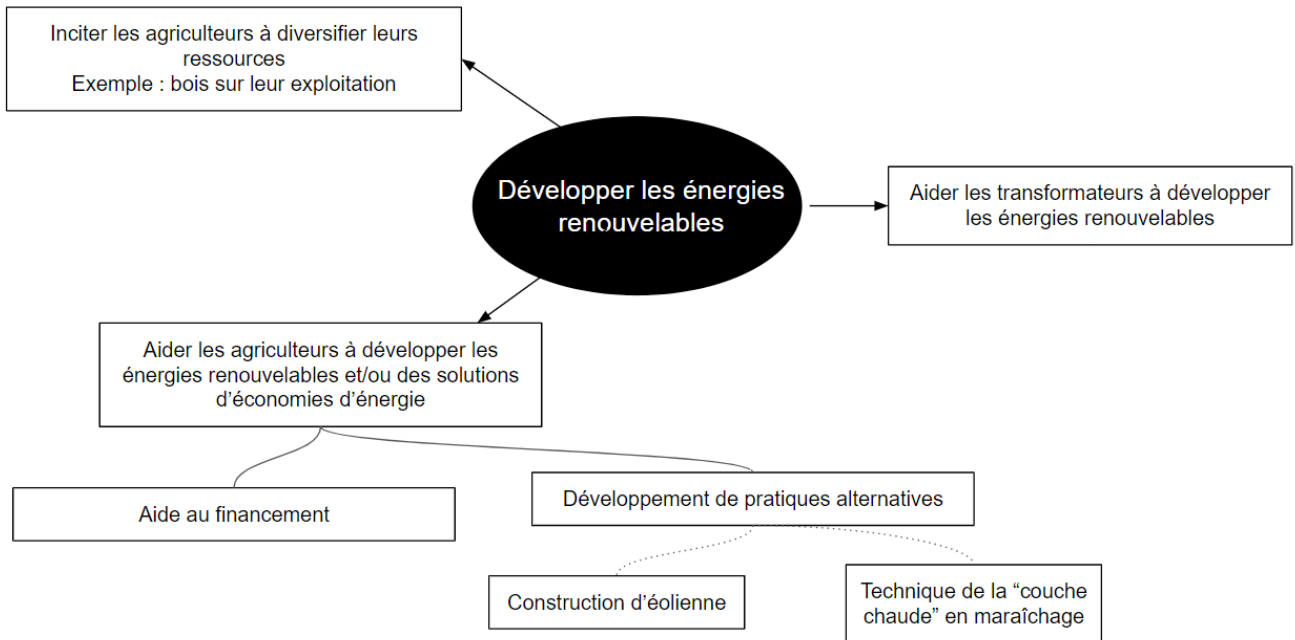 Inciter les agriculteurs à diversifier leurs
ressources
Exemple : bois sur leur exploitation
Développer les énergies
renouvelables
Aider les transformateurs à développer
les énergies renouvelables
Aider les agriculteurs à développer les
énergies renouvelables et/ou des solutions
d’économies d’énergie
Aide au financement
Développement de pratiques alternatives
Construction d’éolienne
Technique de la “couche
chaude” en maraîchage